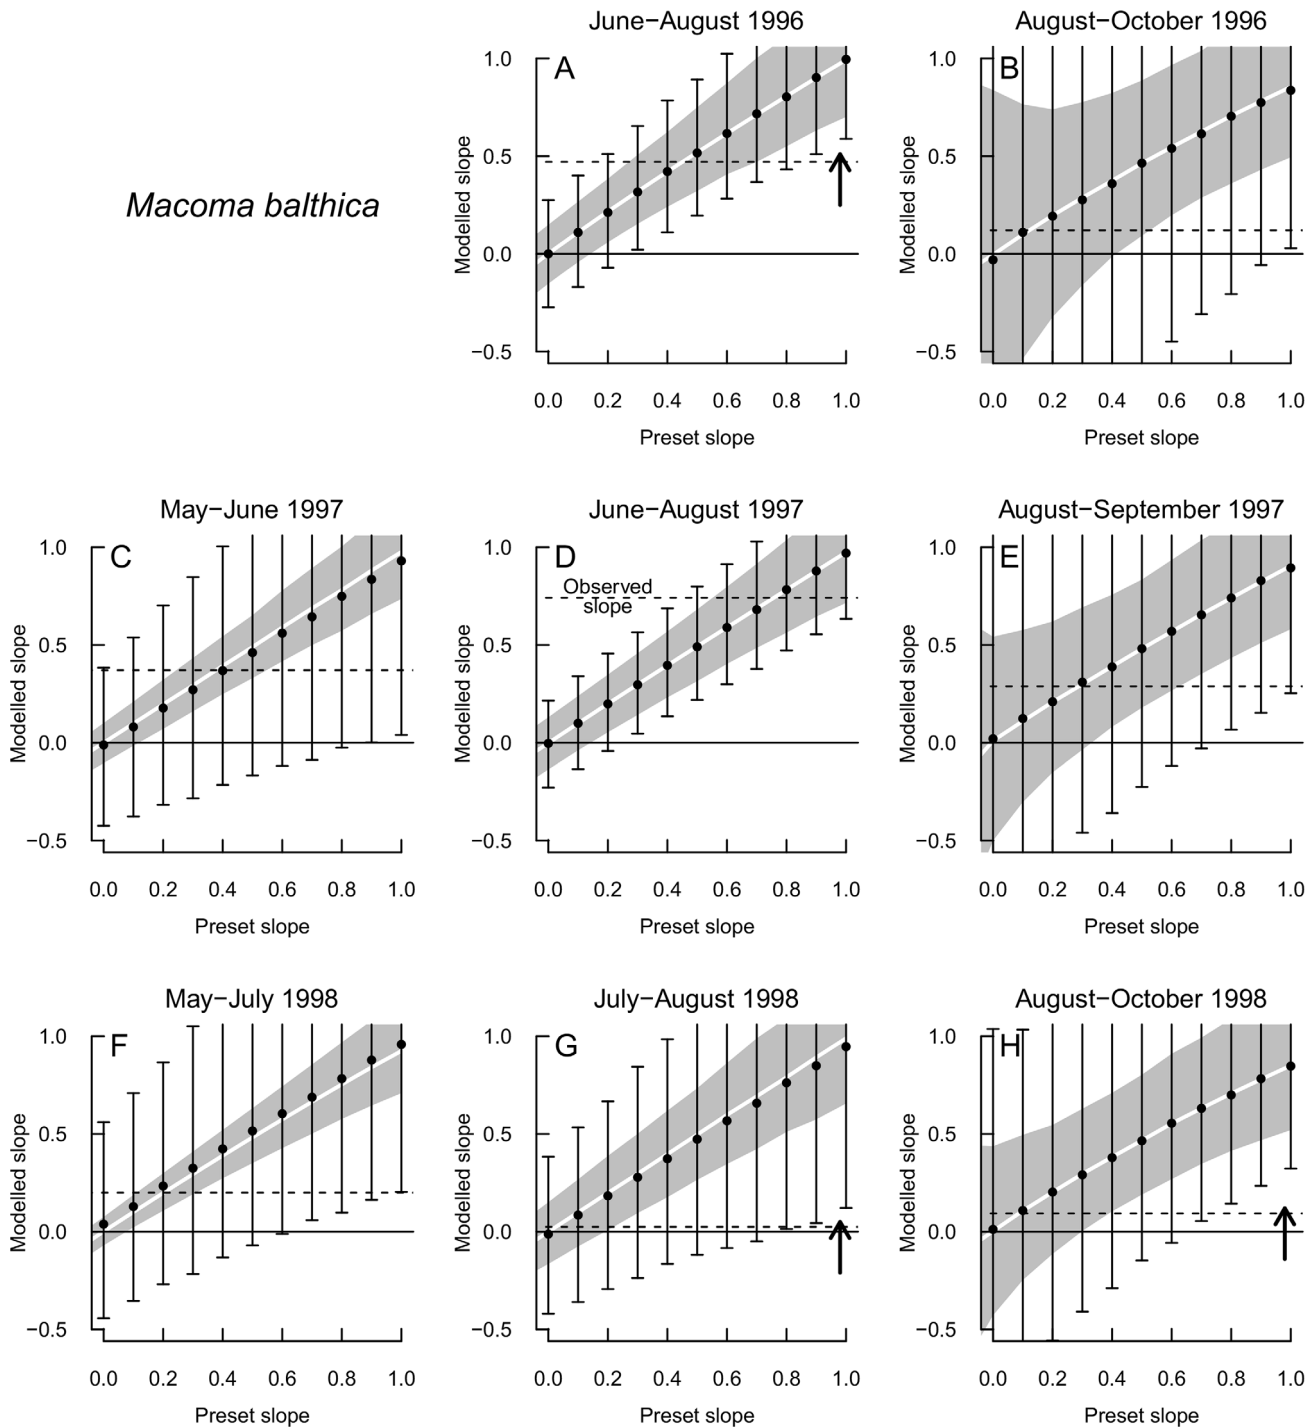 June−August 1996
August−October 1996
Macoma balthica
A
1.0
0.5
0.0
−0.5
Modelled slope
0.0 0.2 0.4 0.6 0.8 1.0
Preset slope
B
1.0
0.5
0.0
−0.5
Modelled slope
0.0 0.2 0.4 0.6 0.8 1.0
Preset slope
May−June 1997
C
1.0
0.5
0.0
−0.5
Modelled slope
0.0 0.2 0.4 0.6 0.8 1.0
Preset slope
June−August 1997
D
Observed
slope
1.0
0.5
0.0
−0.5
Modelled slope
0.0 0.2 0.4 0.6 0.8 1.0
Preset slope
August−September 1997
E
1.0
0.5
0.0
−0.5
Modelled slope
0.0 0.2 0.4 0.6 0.8 1.0
Preset slope
May−July 1998
F
1.0
0.5
0.0
−0.5
Modelled slope
0.0 0.2 0.4 0.6 0.8 1.0
Preset slope
July−August 1998
G
1.0
0.5
0.0
−0.5
Modelled slope
0.0 0.2 0.4 0.6 0.8 1.0
Preset slope
August−October 1998
H
1.0
0.5
0.0
−0.5
Modelled slope
0.0 0.2 0.4 0.6 0.8 1.0
Preset slope